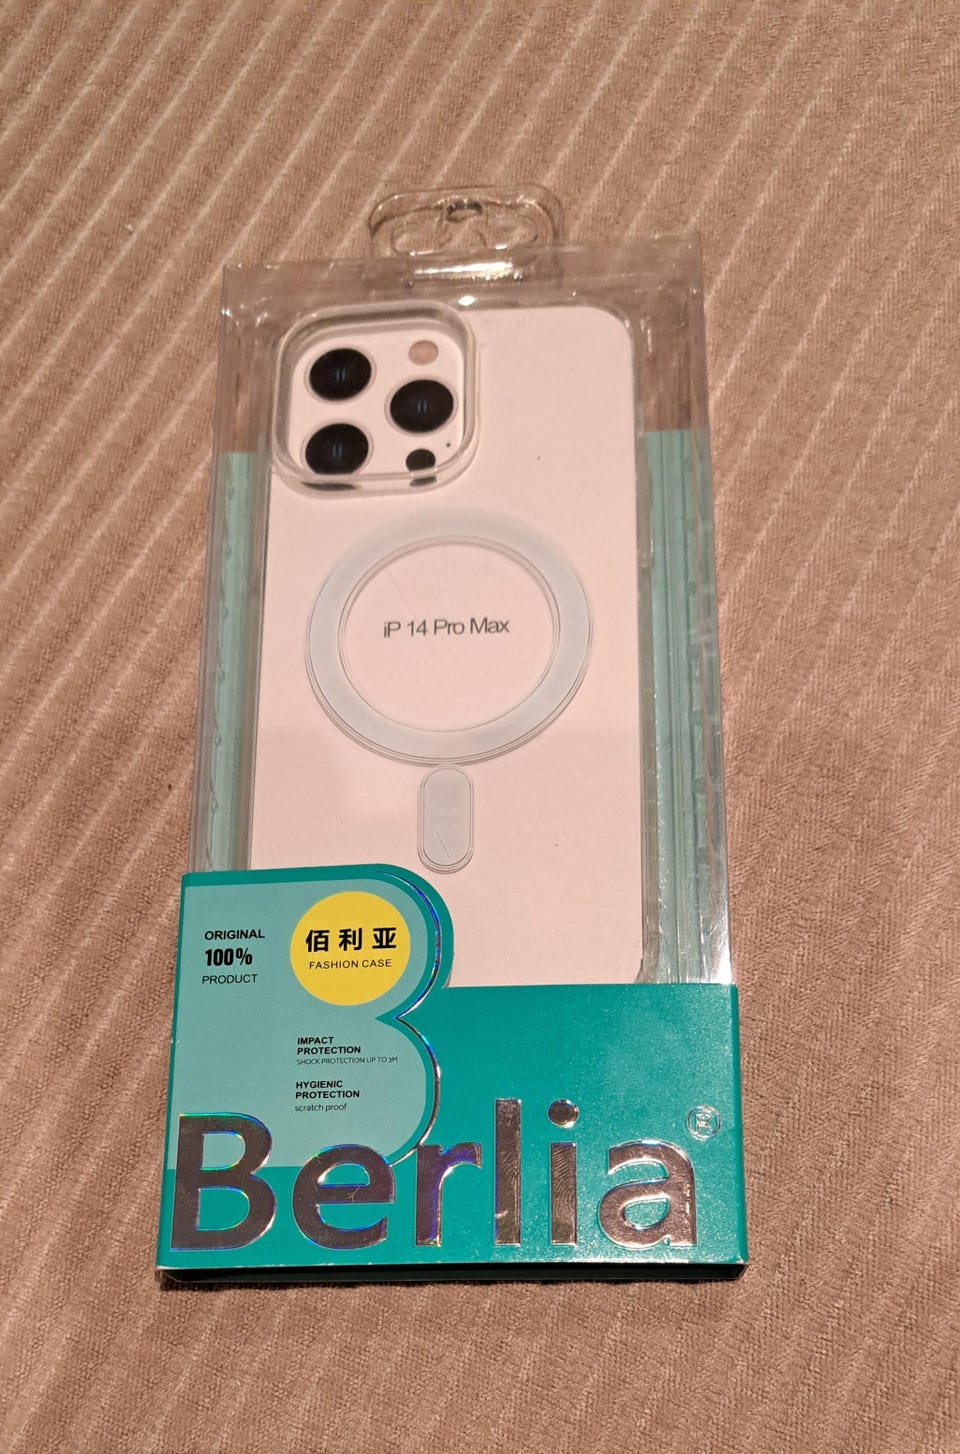 iP 14 Pro Max
ORIGINAL
100%
PRODUCT
佰利亚
FASHION CASE
IMPACT
PROTECTION
SHOCK PROTECTION UP TO 3M
HYGIENIC
PROTECTION
scratch proof
Berlia®